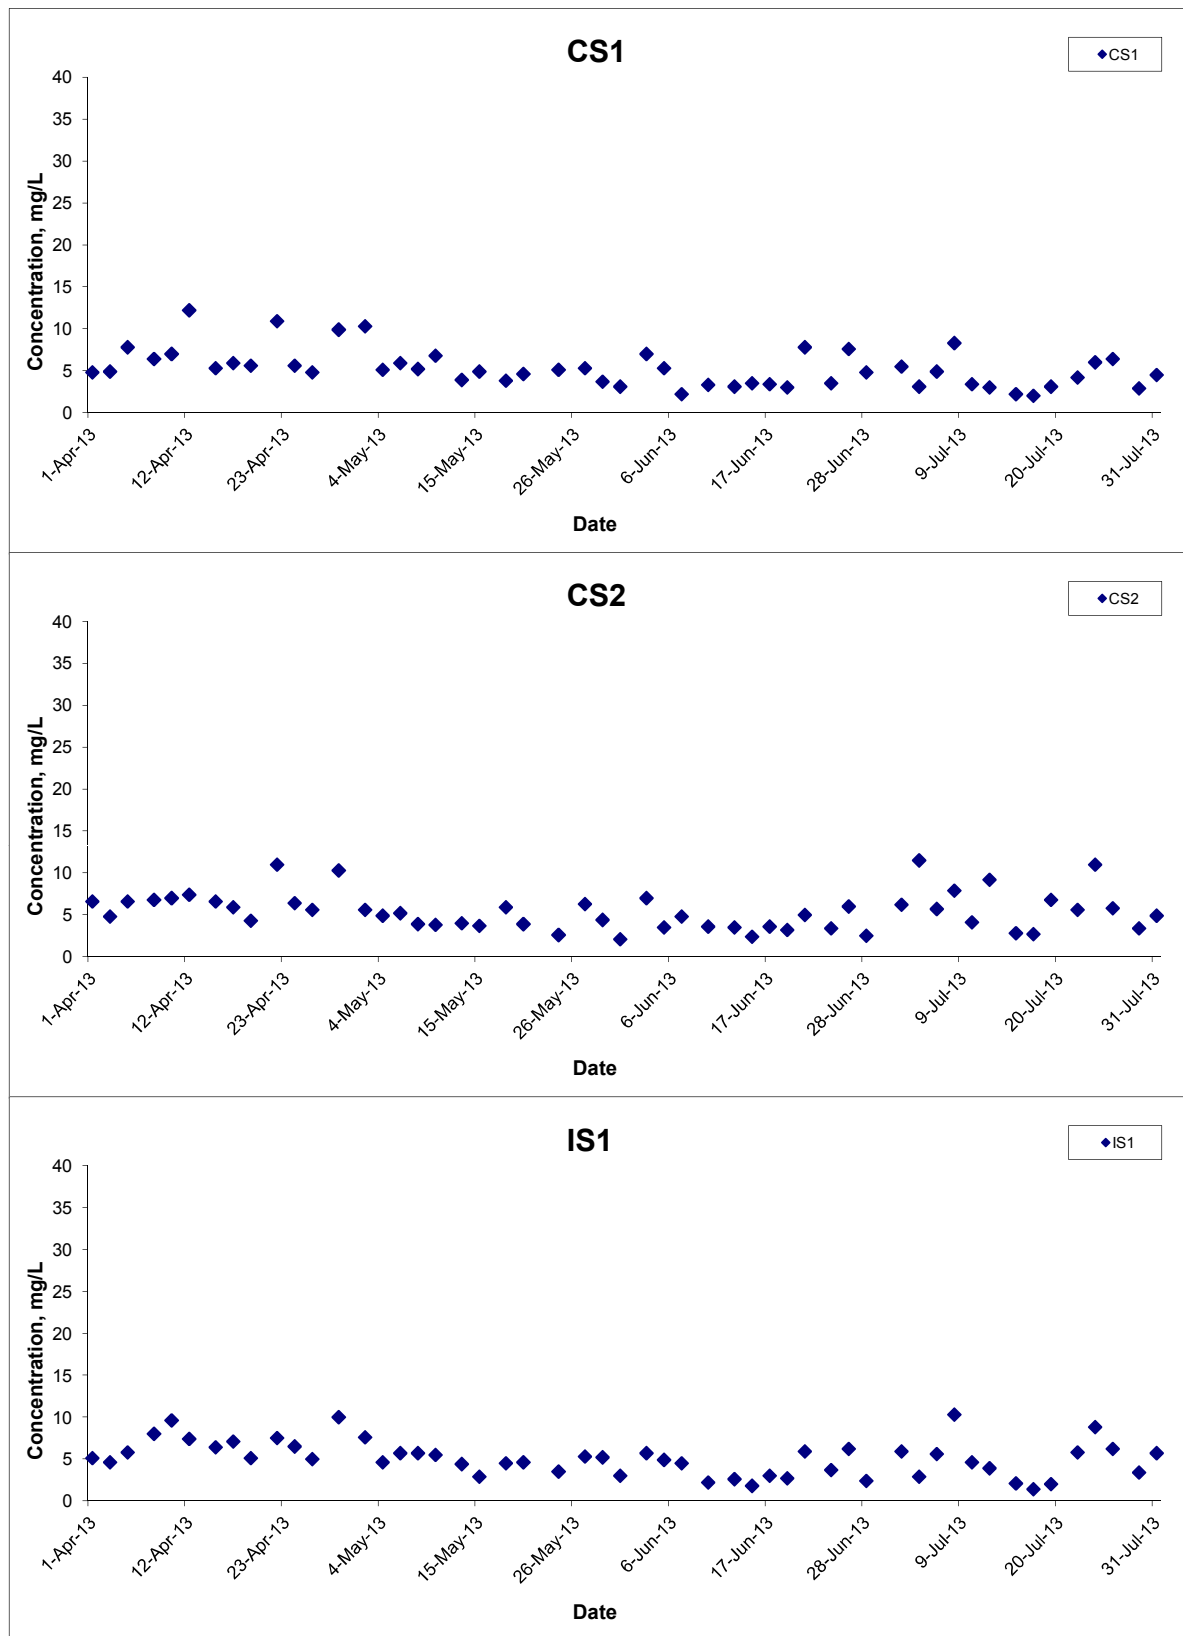 CS1
CS1
Concentration, mg/L
40
35
30
25
20
15
10
5
0
1-Apr-13
12-Apr-13
23-Apr-13
4-May-13
15-May-13
26-May-13
6-Jun-13
17-Jun-13
28-Jun-13
9-Jul-13
20-Jul-13
31-Jul-13
Date
CS2
CS2
Concentration, mg/L
40
35
30
25
20
15
10
5
0
1-Apr-13
12-Apr-13
23-Apr-13
4-May-13
15-May-13
26-May-13
6-Jun-13
17-Jun-13
28-Jun-13
9-Jul-13
20-Jul-13
31-Jul-13
Date
IS1
IS1
Concentration, mg/L
40
35
30
25
20
15
10
5
0
1-Apr-13
12-Apr-13
23-Apr-13
4-May-13
15-May-13
26-May-13
6-Jun-13
17-Jun-13
28-Jun-13
9-Jul-13
20-Jul-13
31-Jul-13
Date